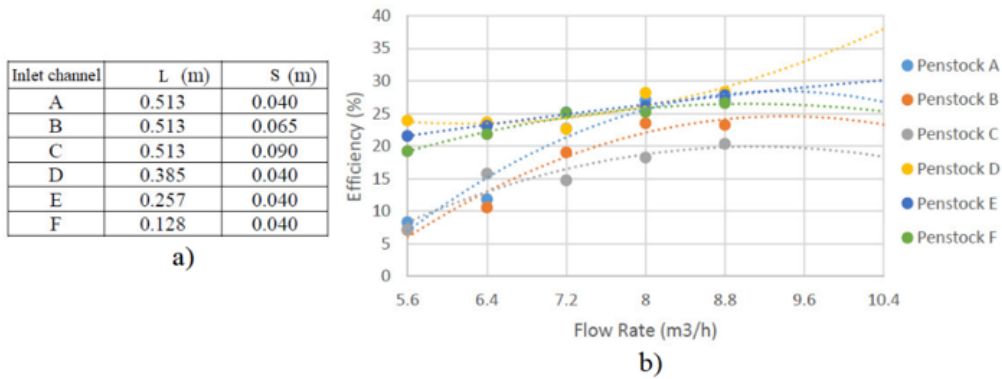 Inlet channel L (m) S (m)
A 0.513 0.040
B 0.513 0.065
C 0.513 0.090
D 0.385 0.040
E 0.257 0.040
F 0.128 0.040
a)
Efficiency (%)
40
35
30
25
20
15
10
5
0
5.6 6.4 7.2 8 8.8 9.6 10.4
Flow Rate (m3/h)
Penstock A
Penstock B
Penstock C
Penstock D
Penstock E
Penstock F
b)